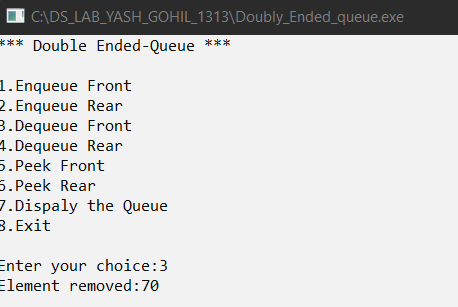 C:\DS_LAB_YASH_GOHIL_1313\Doubly_Ended_queue.exe
*** Double Ended-Queue ***
1.Enqueue Front
2.Enqueue Rear
3.Dequeue Front
4.Dequeue Rear
5.Peek Front
6.Peek Rear
7.Dispaly the Queue
8.Exit
Enter your choice:3
Element removed:70